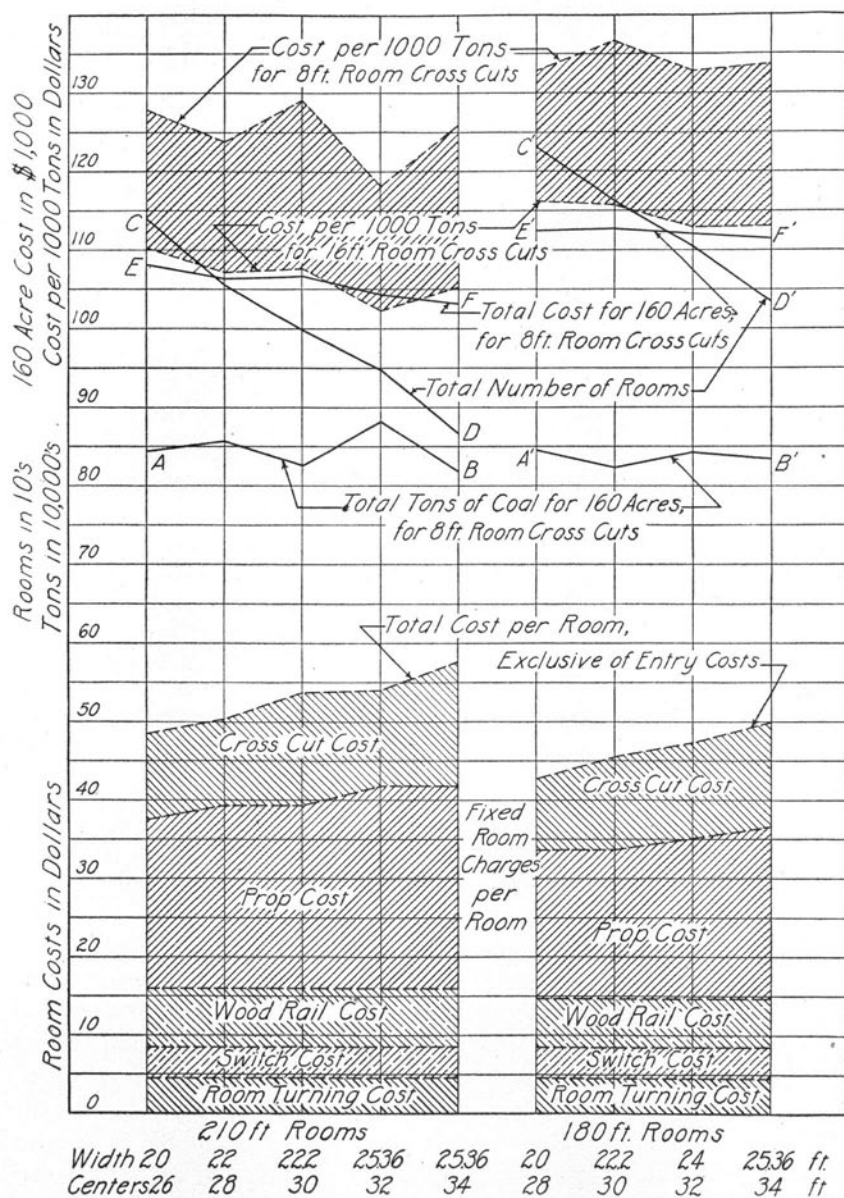 Cost per 1000 Tons
for 8ft. Room Cross Cuts
160 Acre Cost in $1,000
Cost per 1000 Tons in Dollars
130
120
110
100
90
80
70
60
50
40
30
20
10
0
C
E
Cost per 1000 Tons
for 16ft. Room Cross Cuts
C'
E'
F'
F
Total Cost for 160 Acres,
for 8ft. Room Cross Cuts
D'
Total Number of Rooms
D
A
B
A'
B'
Total Tons of Coal for 160 Acres,
for 8ft. Room Cross Cuts
Rooms in 10's
Tons in 10,000's
Total Cost per Room,
Exclusive of Entry Costs
Room Costs in Dollars
Cross Cut Cost
Prop Cost
Wood Rail Cost
Switch Cost
Room Turning Cost
Fixed
Room
Charges
per
Room
Cross Cut Cost
Prop Cost
Wood Rail Cost
Switch Cost
Room Turning Cost
210 ft Rooms 180 ft. Rooms
Width 20 22 22.2 25.36 25.36 20 22.2 24 25.36 ft.
Centers 26 28 30 32 34 28 30 32 34 ft